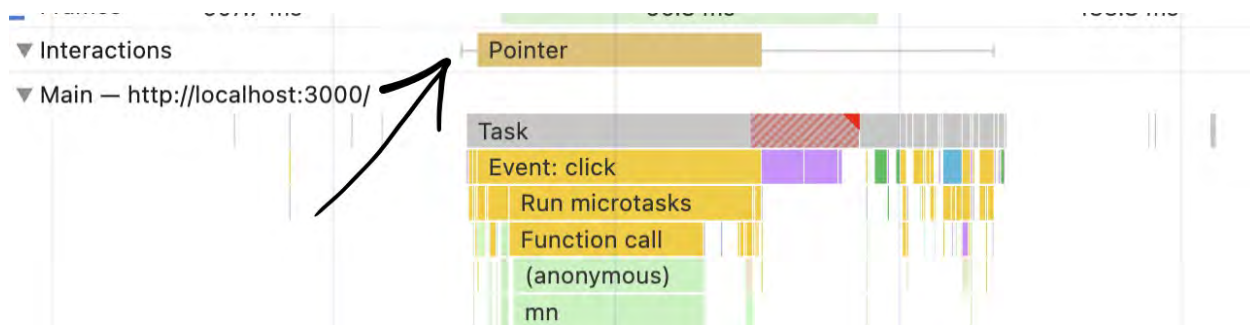 ▼ Interactions
Pointer
▼ Main — http://localhost:3000/
Task
Event: click
Run microtasks
Function call
(anonymous)
mn